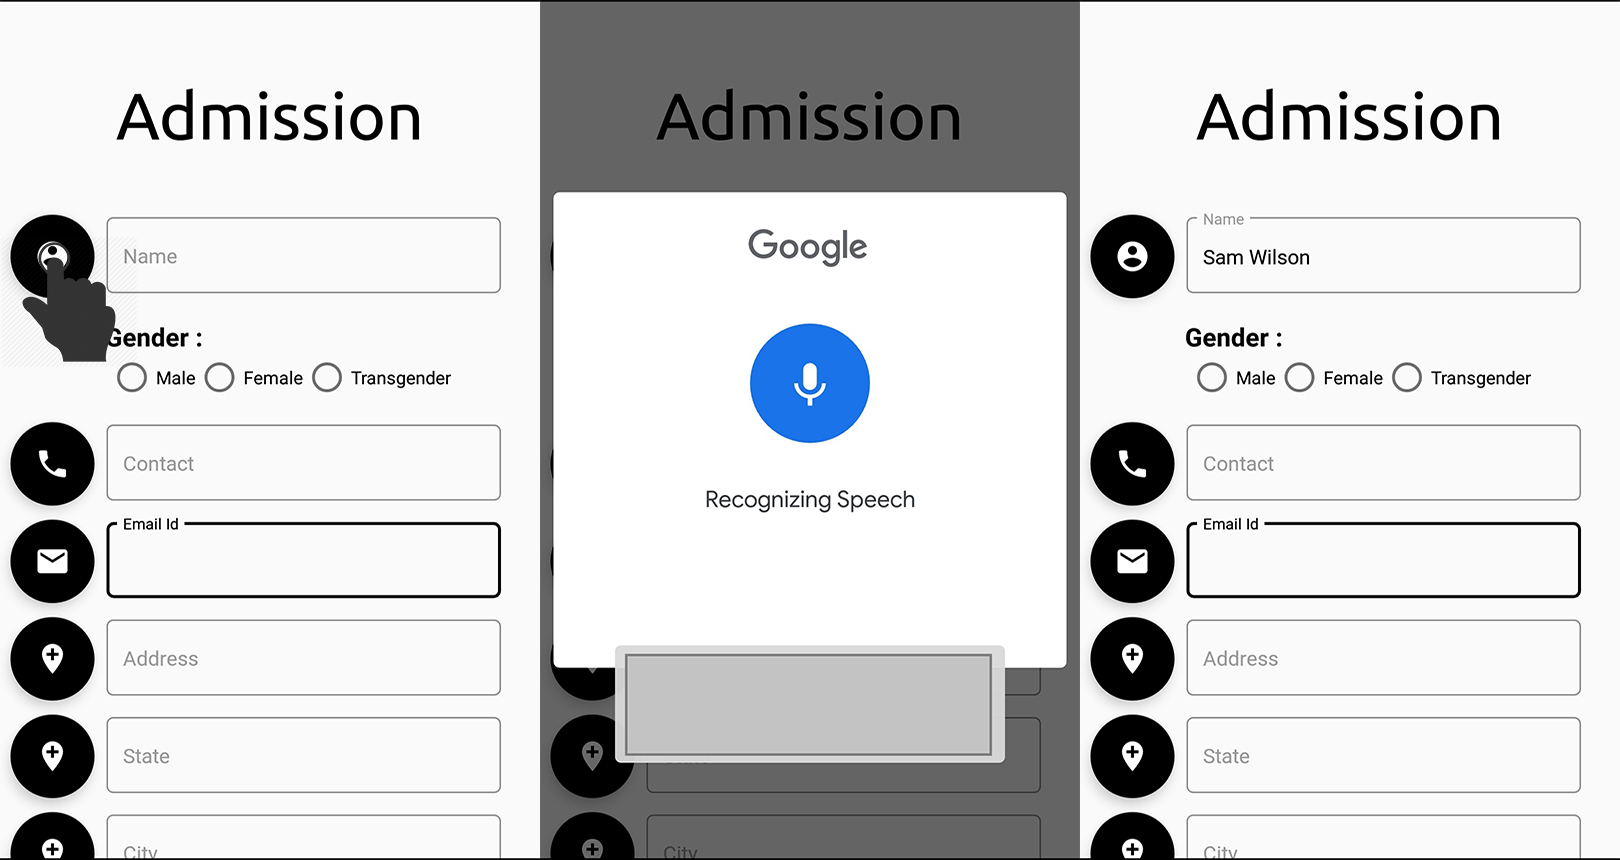 Admission
Name
Gender :
Male Female Transgender
Contact
Email Id
Address
State
City
Admission
Google
Recognizing Speech
City
Admission
Name
Sam Wilson
Gender :
Male Female Transgender
Contact
Email Id
Address
State
City